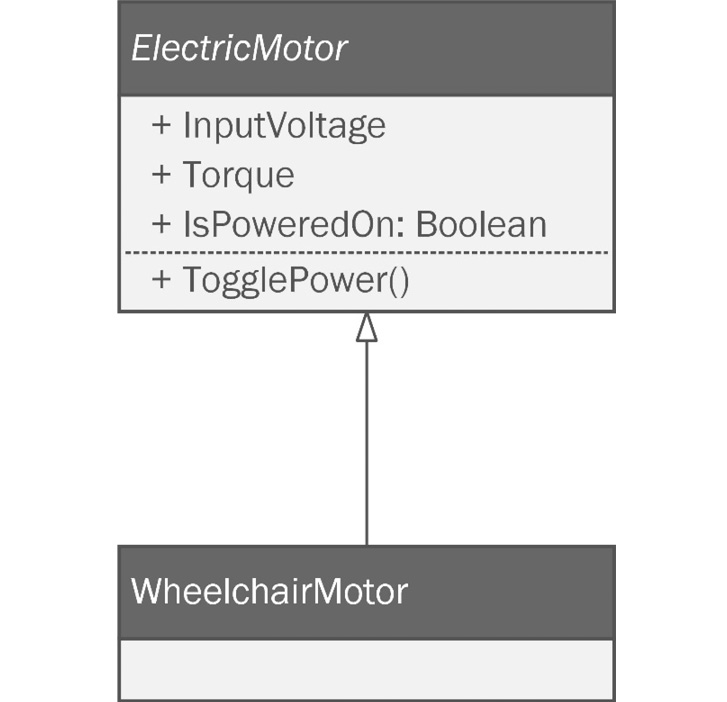 ElectricMotor
+ InputVoltage
+ Torque
+ IsPoweredOn: Boolean
+ TogglePower()
WheelchairMotor